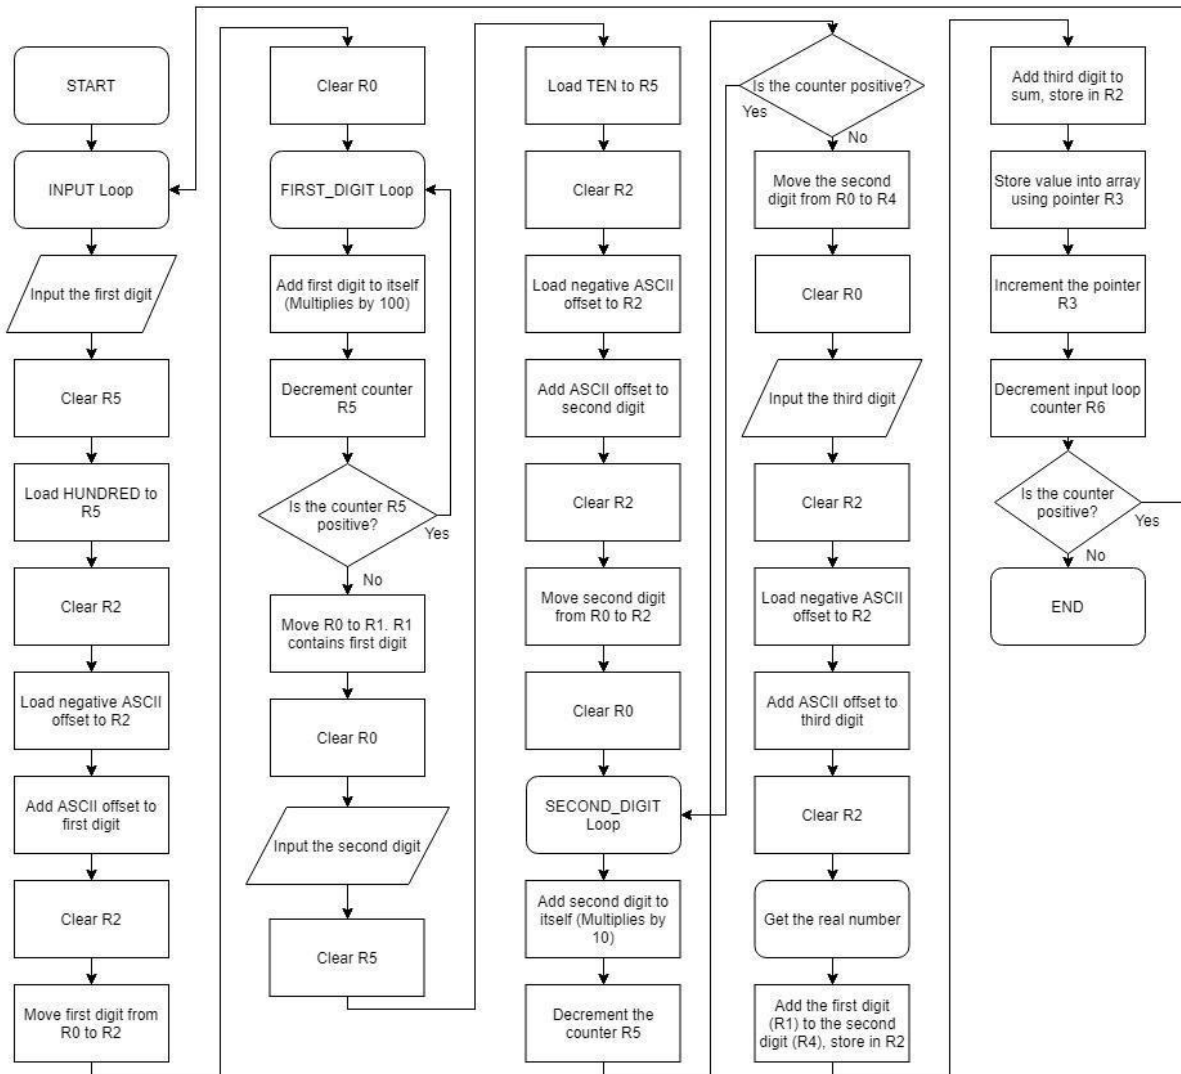 START
INPUT Loop
Input the first digit
Clear R5
Load HUNDRED to
R5
Clear R2
Load negative ASCII
offset to R2
Add ASCII offset to
first digit
Clear R2
Move first digit from
R0 to R2
Clear R0
FIRST_DIGIT Loop
Add first digit to itself
(Multiplies by 100)
Decrement counter
R5
Is the counter R5
positive?
Yes
No
Move R0 to R1. R1
contains first digit
Clear R0
Input the second digit
Clear R5
Load TEN to R5
Clear R2
Load negative ASCII
offset to R2
Add ASCII offset to
second digit
Clear R2
Move second digit
from R0 to R2
Clear R0
SECOND_DIGIT
Loop
Add second digit to
itself (Multiplies by
10)
Decrement the
counter R5
Is the counter positive?
Yes
No
Move the second
digit from R0 to R4
Clear R0
Input the third digit
Clear R2
Load negative ASCII
offset to R2
Add ASCII offset to
third digit
Clear R2
Get the real number
Add the first digit
(R1) to the second
digit (R4), store in R2
Add third digit to
sum, store in R2
Store value into array
using pointer R3
Increment the pointer
R3
Decrement input loop
counter R6
Is the counter
positive?
Yes
No
END